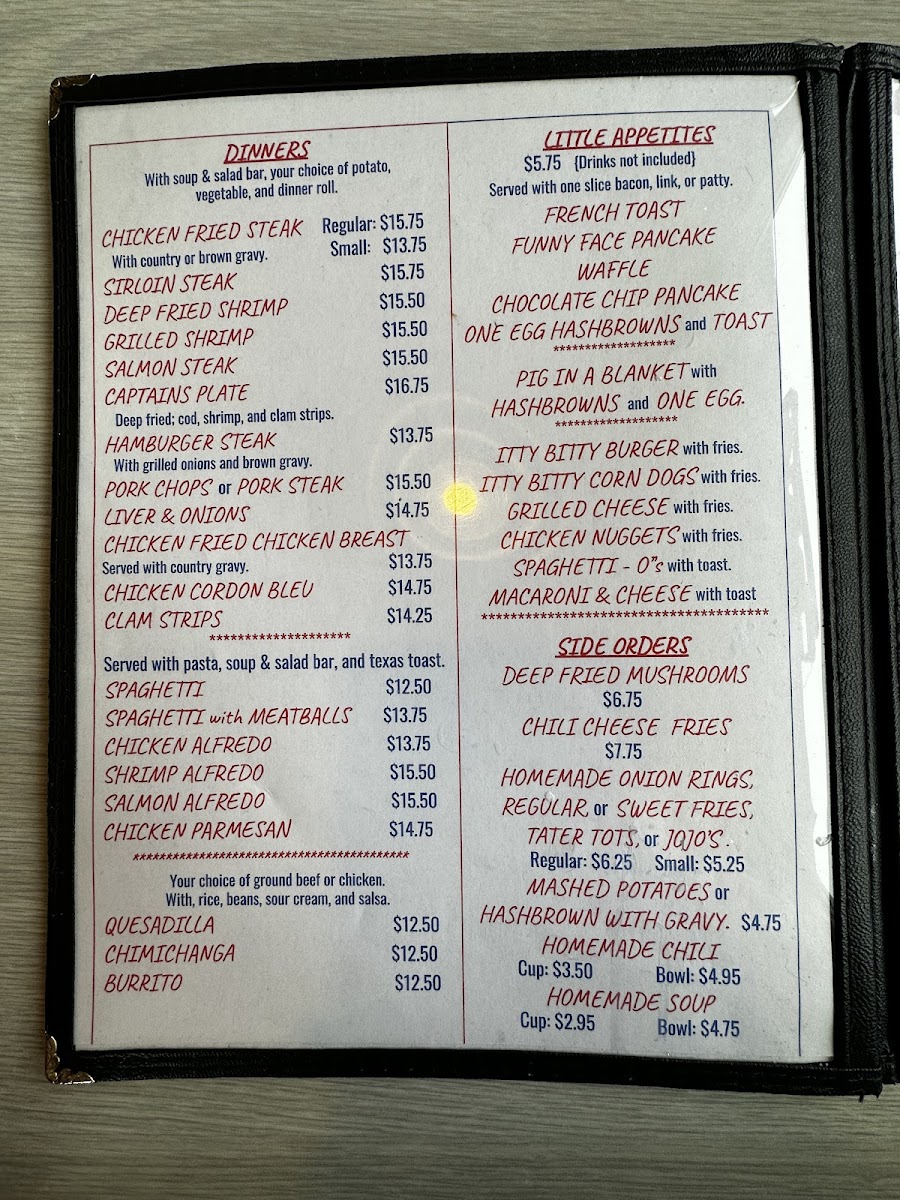 DINNERS
With soup & salad bar, your choice of potato,
vegetable, and dinner roll.
CHICKEN FRIED STEAK Regular: $15.75
With country or brown gravy. Small: $13.75
SIRLOIN STEAK $15.75
DEEP FRIED SHRIMP $15.50
GRILLED SHRIMP $15.50
SALMON STEAK $15.50
CAPTAINS PLATE $16.75
Deep fried; cod, shrimp, and clam strips.
HAMBURGER STEAK $13.75
With grilled onions and brown gravy.
PORK CHOPS or PORK STEAK $15.50
LIVER & ONIONS $14.75
CHICKEN FRIED CHICKEN BREAST
Served with country gravy. $13.75
CHICKEN CORDON BLEU $14.75
CLAM STRIPS $14.25
*********************
Served with pasta, soup & salad bar, and texas toast.
SPAGHETTI $12.50
SPAGHETTI with MEATBALLS $13.75
CHICKEN ALFREDO $13.75
SHRIMP ALFREDO $15.50
SALMON ALFREDO $15.50
CHICKEN PARMESAN $14.75
******************************************
Your choice of ground beef or chicken.
With, rice, beans, sour cream, and salsa.
QUESADILLA $12.50
CHIMICHANGA $12.50
BURRITO $12.50
LITTLE APPETITES
$5.75 {Drinks not included}
Served with one slice bacon, link, or patty.
FRENCH TOAST
FUNNY FACE PANCAKE
WAFFLE
CHOCOLATE CHIP PANCAKE
ONE EGG HASHBROWNS and TOAST
********************
PIG IN A BLANKET with
HASHBROWNS and ONE EGG.
********************
ITTY BITTY BURGER with fries.
ITTY BITTY CORN DOGS with fries.
GRILLED CHEESE with fries.
CHICKEN NUGGETS with fries.
SPAGHETTI - O"s with toast.
MACARONI & CHEESE with toast
***************************************
SIDE ORDERS
DEEP FRIED MUSHROOMS
$6.75
CHILI CHEESE FRIES
$7.75
HOMEMADE ONION RINGS,
REGULAR, or SWEET FRIES,
TATER TOTS, or JOJO'S.
Regular: $6.25 Small: $5.25
MASHED POTATOES or
HASHBROWN WITH GRAVY. $4.75
HOMEMADE CHILI
Cup: $3.50 Bowl: $4.95
HOMEMADE SOUP
Cup: $2.95 Bowl: $4.75